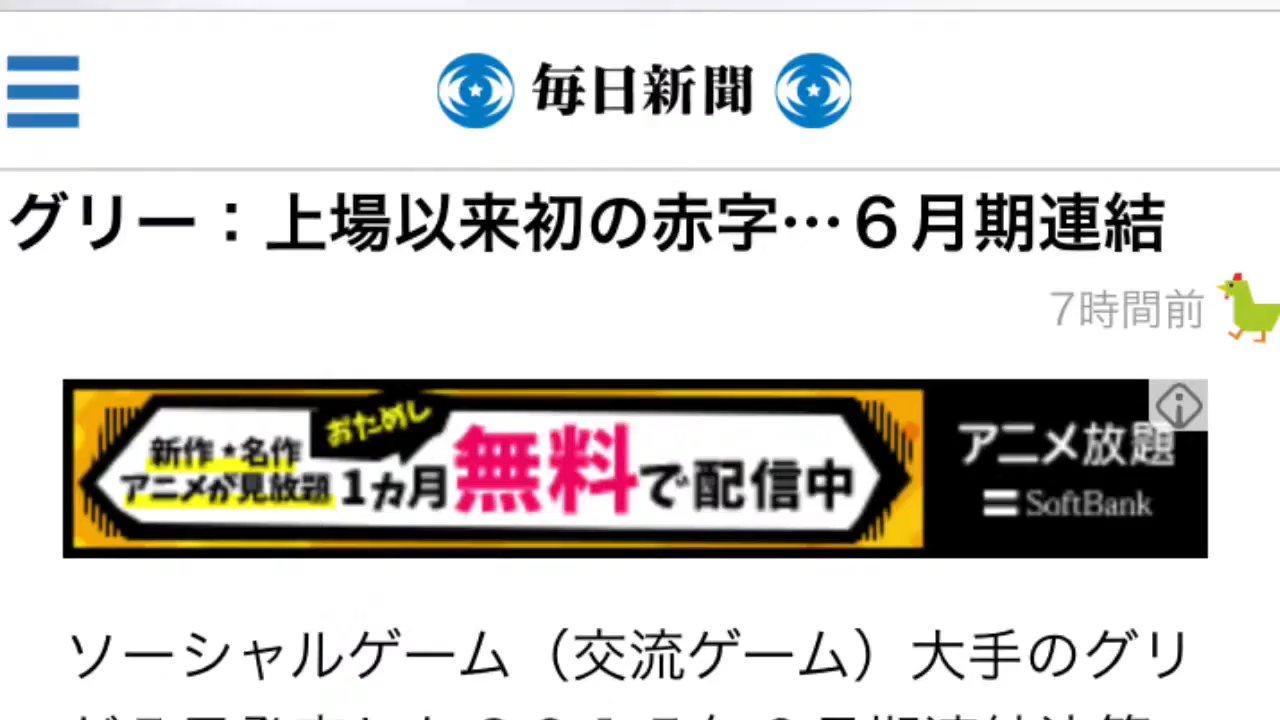 毎日新聞
グリー：上場以来初の赤字…６月期連結
7時間前
おためし
新作★名作
アニメが見放題
1カ月無料で配信中
アニメ放題
SoftBank
ソーシャルゲーム（交流ゲーム）大手のグリ